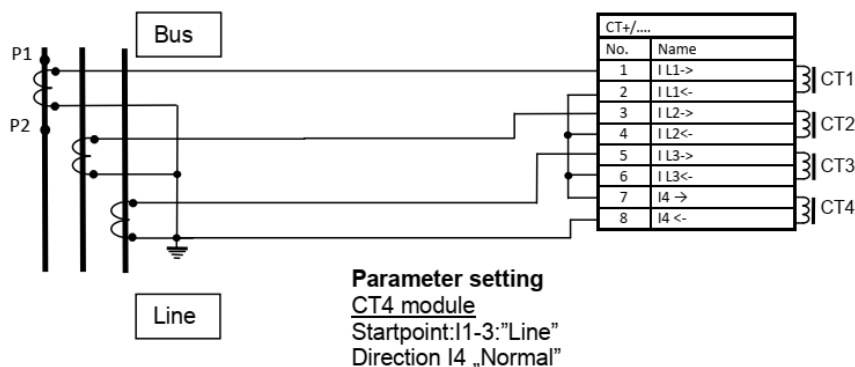 Bus
P1
P2
CT+/....
No. Name
1 I L1->
2 I L1<-
3 I L2->
4 I L2<-
5 I L3->
6 I L3<-
7 I4 →
8 I4 <-
CT1
CT2
CT3
CT4
Line
Parameter setting
CT4 module
Startpoint:I1-3:”Line”
Direction I4 „Normal”